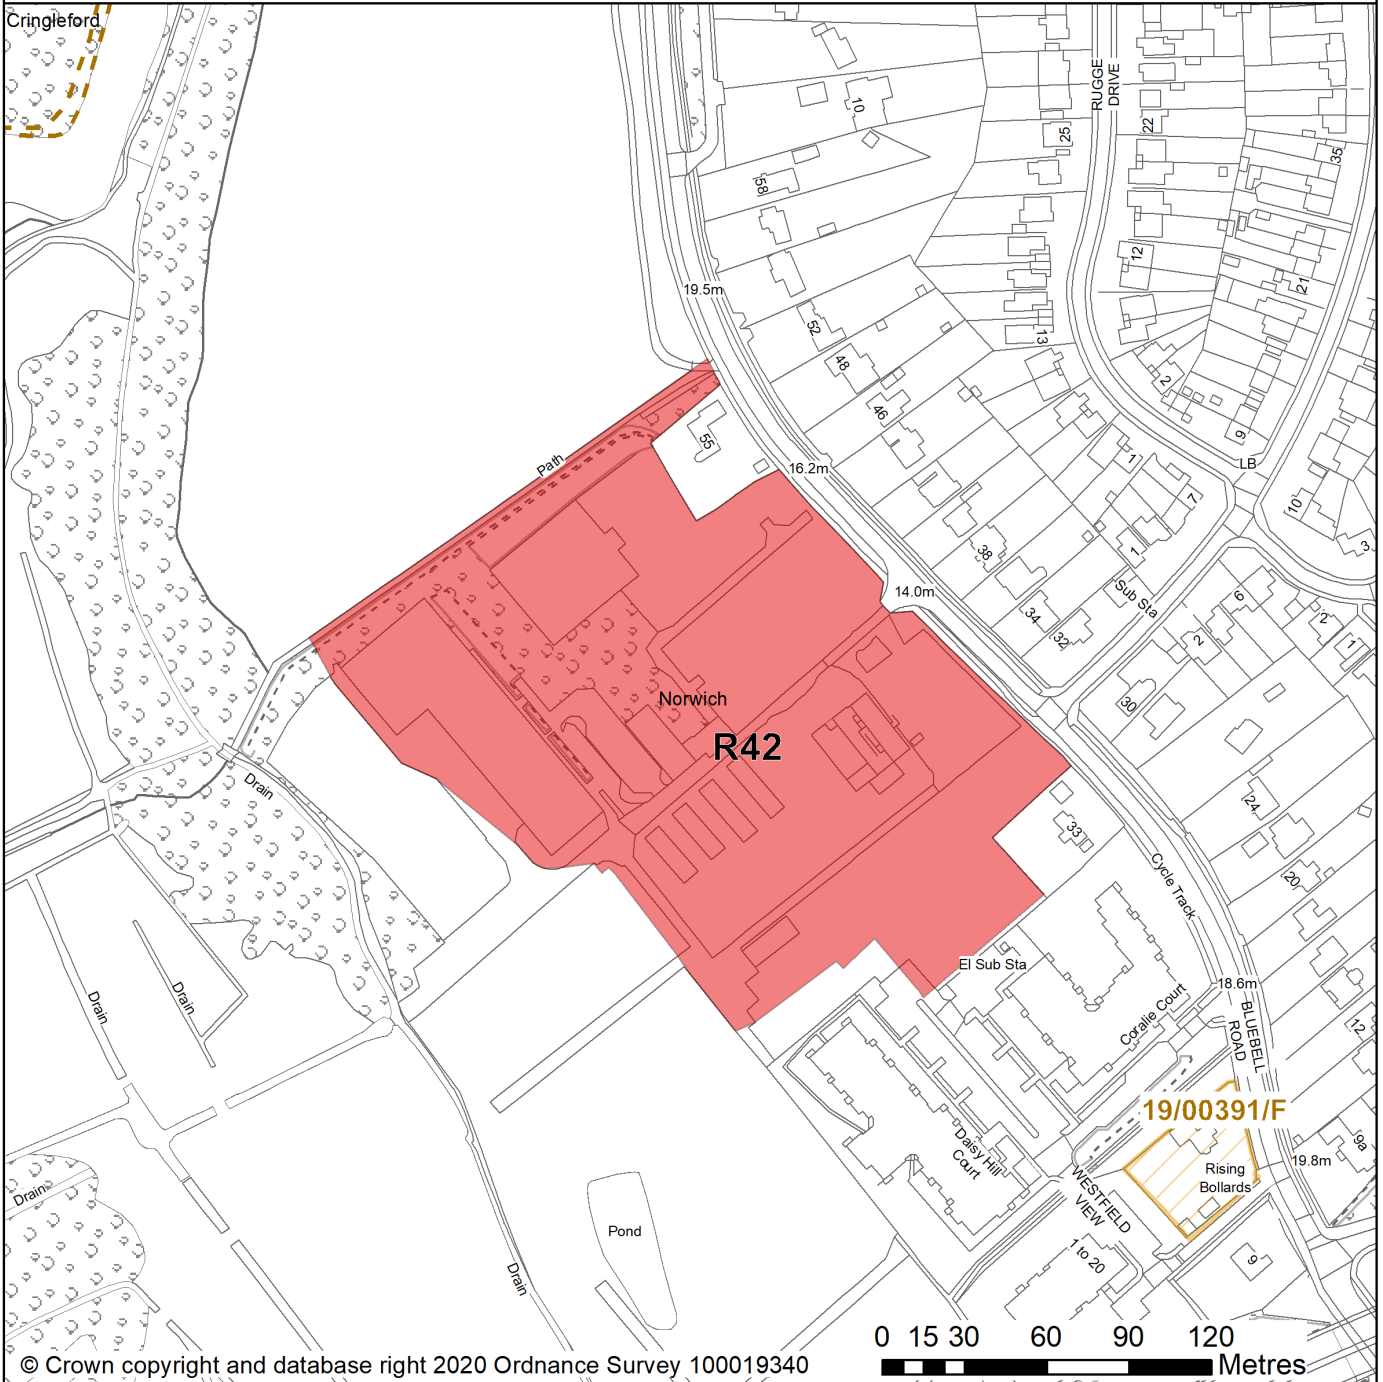 Cringleford
RUGGE
DRIVE
10
25
22
35
58
12
21
19.5m
52
13
48
2
46
9
55
1
LB
Path
16.2m
7
10
38
1
3
14.0m
Sub Sta
6
34
2
32
2
1
Norwich
30
R42
Drain
24
33
20
Cycle Track
El Sub Sta
18.6m
Drain
Drain
Coralie Court
BLUEBELL
ROAD
12
19/00391/F
Daisy Hill
Court
9a
19.8m
Rising
Bollards
Drain
WESTFIELD
VIEW
Pond
1 to 20
9
Drain
0 15 30 60 90 120
Metres
© Crown copyright and database right 2020 Ordnance Survey 100019340